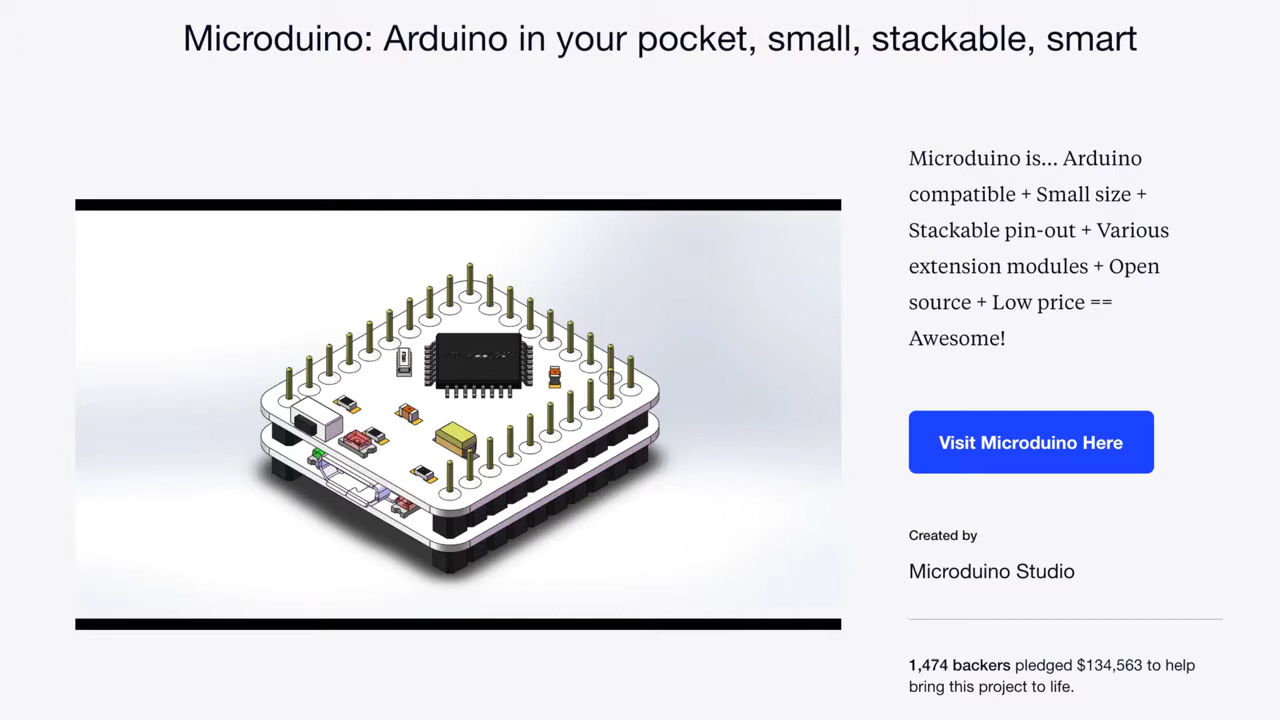 Microduino: Arduino in your pocket, small, stackable, smart
Microduino is... Arduino
compatible + Small size +
Stackable pin-out + Various
extension modules + Open
source + Low price ==
Awesome!
Visit Microduino Here
Created by
Microduino Studio
1,474 backers pledged $134,563 to help
bring this project to life.